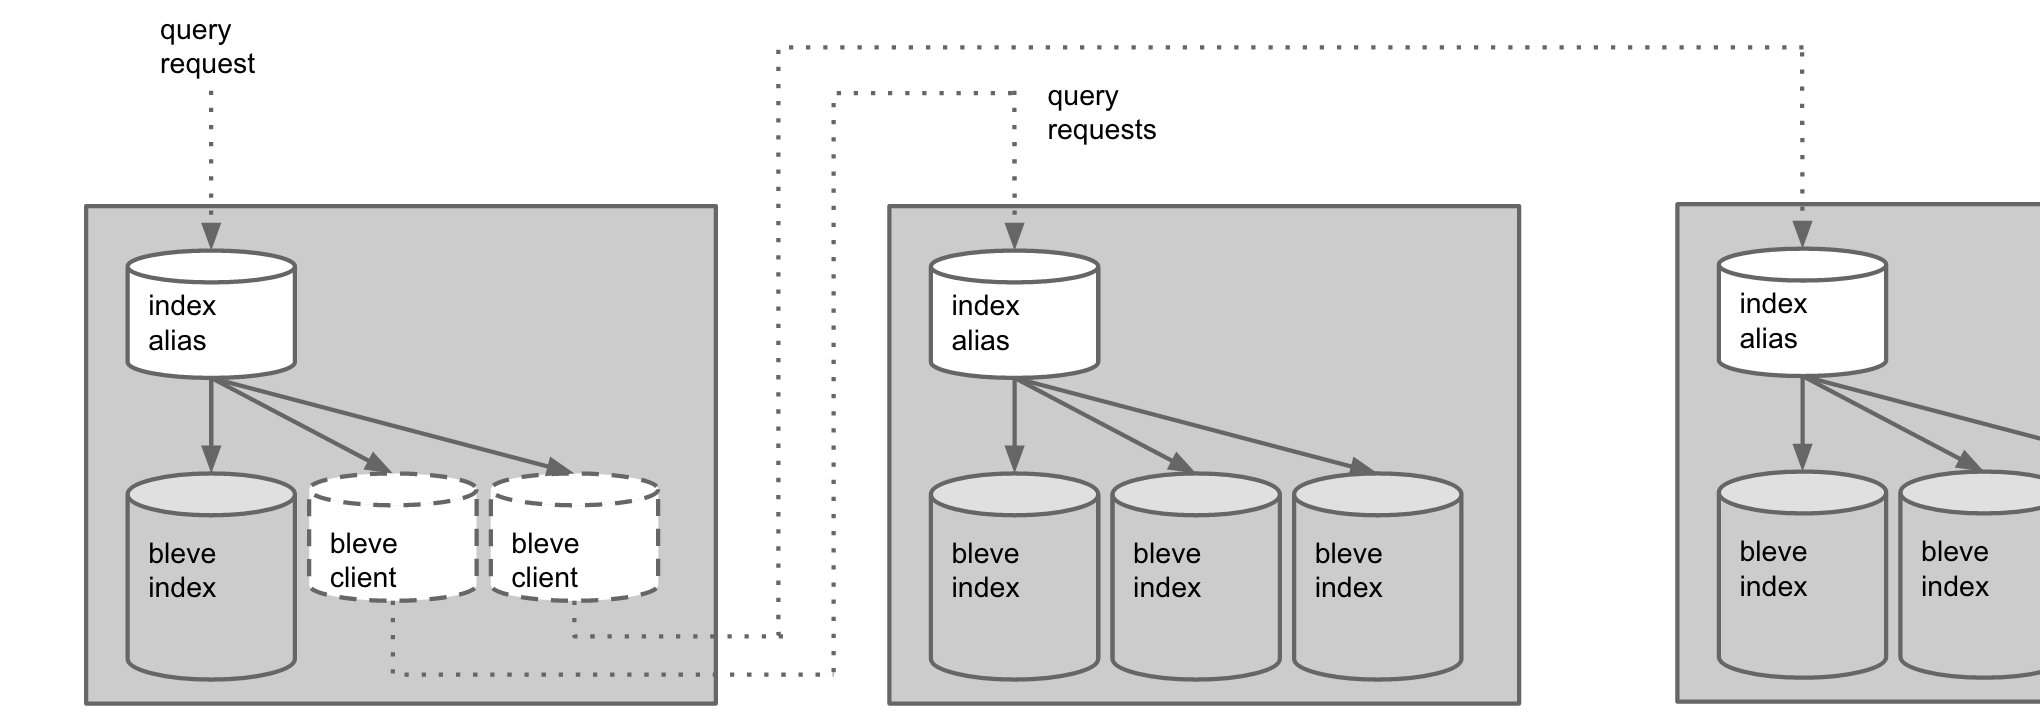 query
request
query
requests
index
alias
index
alias
index
alias
bleve
index
bleve
client
bleve
client
bleve
index
bleve
index
bleve
index
bleve
index
bleve
index